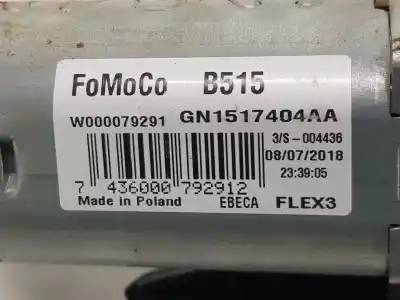 FoMoCo B515
W000079291 GN1517404AA
3/S-004436
08/07/2018
23:39:05
7 436000 792912
Made in Poland EBECA FLEX3